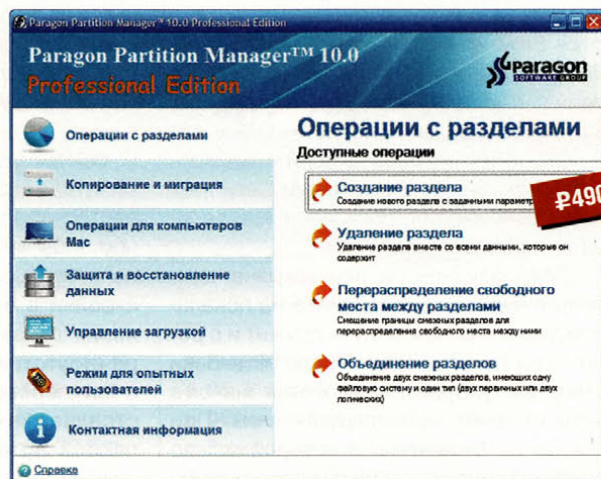 Paragon Partition Manager™ 10.0 Professional Edition
Paragon Partition Manager™ 10.0
Professional Edition
Paragon
SOFTWARE GROUP
Операции с разделами
Копирование и миграция
Операции для компьютеров
Mac
Защита и восстановление
данных
Управление загрузкой
Режим для опытных
пользователей
Контактная информация
Справка
Операции с разделами
Доступные операции
Создание раздела
Создание нового раздела с заданными
₽490
Удаление раздела
Удаление раздела вместе со всеми данными, которые он
содержит
Перераспределение свободного
места между разделами
Смещение границы смежных разделов для
перераспределения свободного места между ними
Объединение разделов
Объединение двух смежных разделов, имеющих одну
файловую систему и один тип (двух первичных или двух
логических)